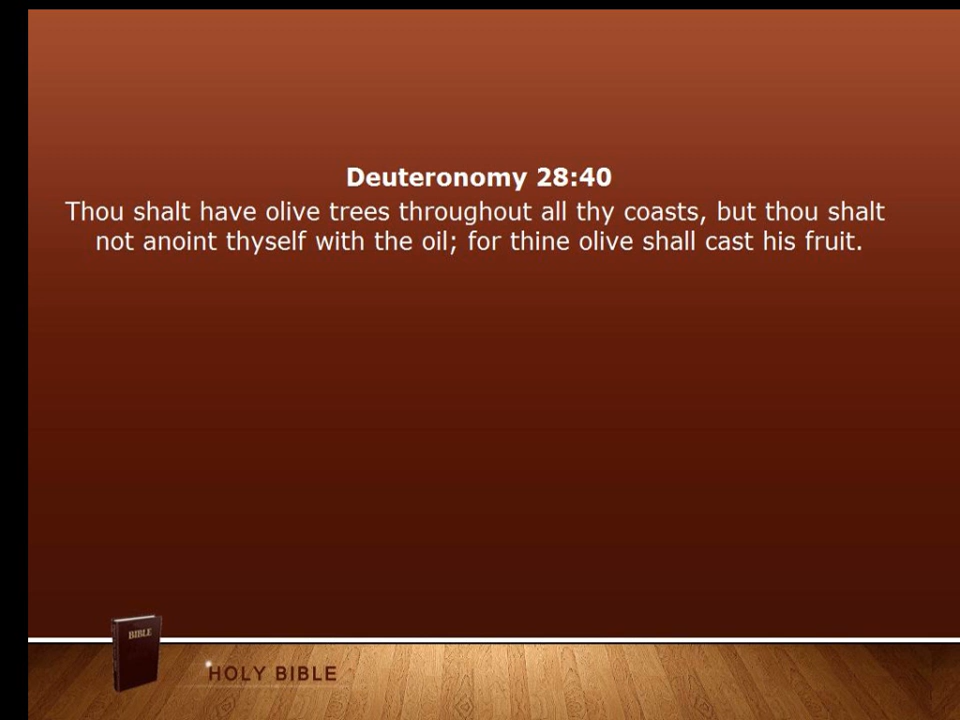 Deuteronomy 28:40
Thou shalt have olive trees throughout all thy coasts, but thou shalt
not anoint thyself with the oil; for thine olive shall cast his fruit.
BIBLE
HOLY BIBLE